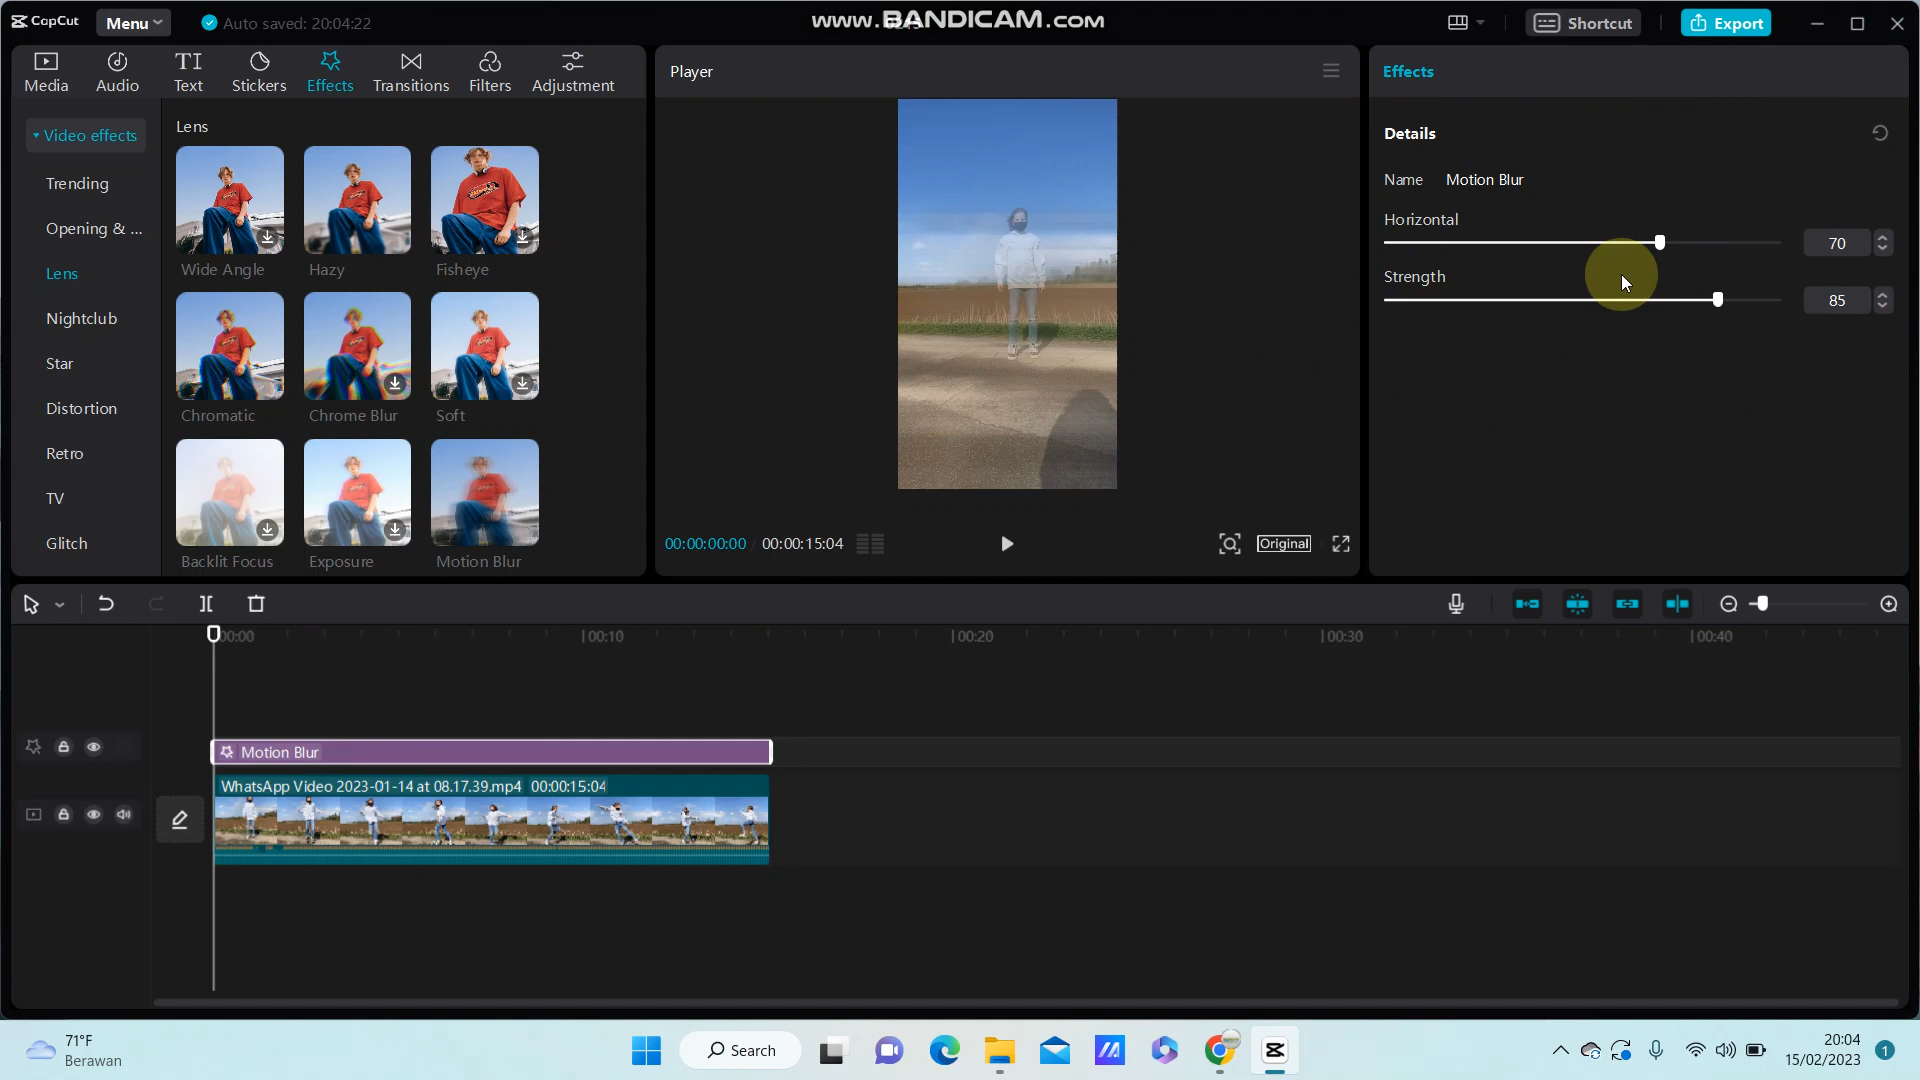 CapCut
Menu
Auto saved: 20:04:22
www.BANDICAM.COM
Shortcut
Export
Media
Audio
Text
Stickers
Effects
Transitions
Filters
Adjustment
Video effects
Trending
Opening & ...
Lens
Nightclub
Star
Distortion
Retro
TV
Glitch
Lens
Wide Angle
Hazy
Fisheye
Chromatic
Chrome Blur
Soft
Backlit Focus
Exposure
Motion Blur
Player
00:00:00:00
00:00:15:04
Original
Effects
Details
Name Motion Blur
Horizontal
70
Strength
85
00:00
00:10
00:20
00:30
00:40
Motion Blur
WhatsApp Video 2023-01-14 at 08.17.39.mp4 00:00:15:04
71°F
Berawan
Search
20:04
15/02/2023
1